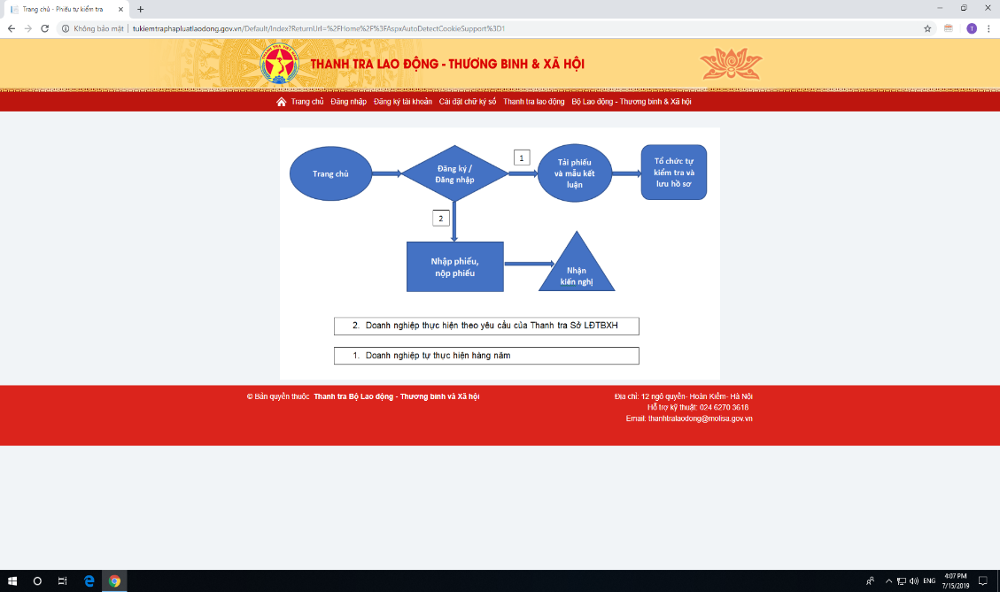 Trang chủ - Phiếu tự kiểm tra
Không bảo mật | tukiemtraphapluatlaodong.gov.vn/Default/Index?ReturnUrl=%2FHome%2F%3FAspxAutoDetectCookieSupport%3D1
T
THANH TRA VIỆT NAM
THANH TRA LAO ĐỘNG - THƯƠNG BINH & XÃ HỘI
Trang chủ Đăng nhập Đăng ký tài khoản Cài đặt chữ ký số Thanh tra lao động Bộ Lao động - Thương binh & Xã hội
Trang chủ
Đăng ký /
Đăng nhập
1
Tải phiếu
và mẫu kết
luận
Tổ chức tự
kiểm tra và
lưu hồ sơ
2
Nhập phiếu,
nộp phiếu
Nhận
kiến nghị
2. Doanh nghiệp thực hiện theo yêu cầu của Thanh tra Sở LĐTBXH
1. Doanh nghiệp tự thực hiện hàng năm
© Bản quyền thuộc Thanh tra Bộ Lao động - Thương binh và Xã hội
Địa chỉ: 12 ngô quyền- Hoàn Kiếm- Hà Nội
Hỗ trợ kỹ thuật: 024 6270 3618
Email: thanhtralaodong@molisa.gov.vn
ENG
4:07 PM
7/15/2019